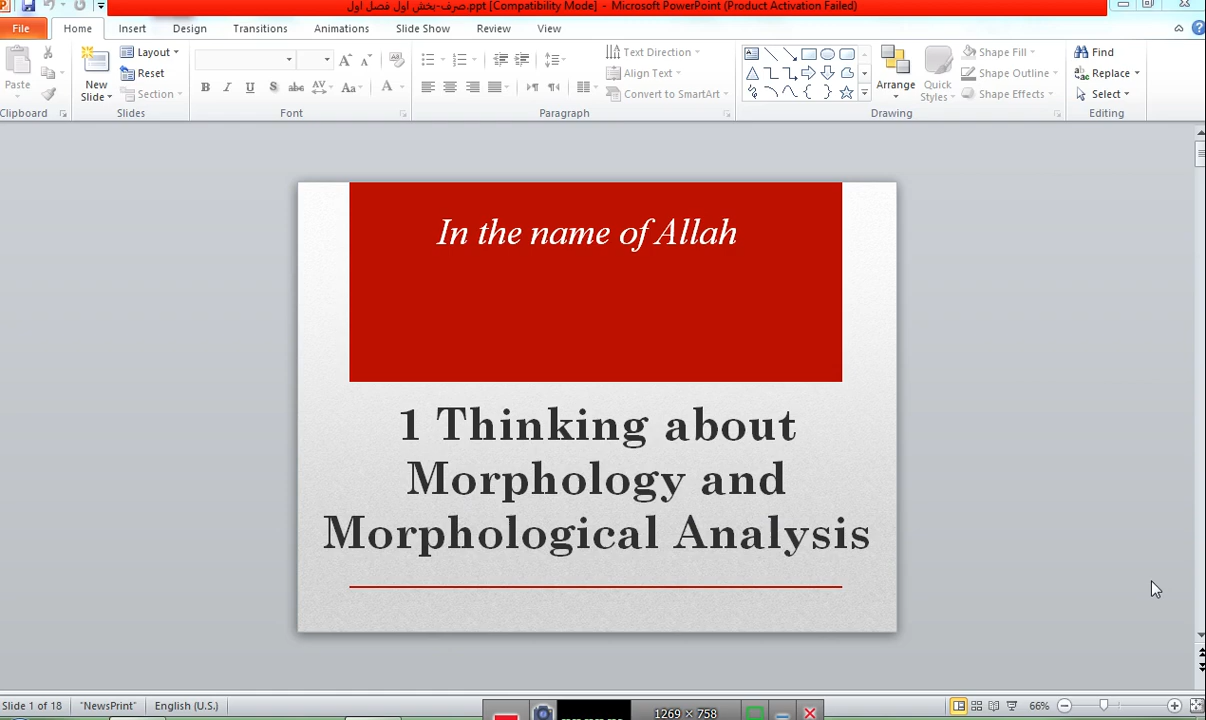 صرف-بخش اول فصل اول.ppt [Compatibility Mode] - Microsoft PowerPoint (Product Activation Failed)
File Home Insert Design Transitions Animations Slide Show Review View
Paste
Clipboard
New Slide
Layout
Reset
Section
Slides
Font
Text Direction
Align Text
Convert to SmartArt
Paragraph
Arrange
Quick Styles
Shape Fill
Shape Outline
Shape Effects
Drawing
Find
Replace
Select
Editing
In the name of Allah
1 Thinking about
Morphology and
Morphological Analysis
Slide 1 of 18 "NewsPrint" English (U.S.) 66%
1269 × 758